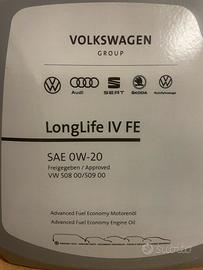 VOLKSWAGEN
GROUP
Audi
SEAT
ŠKODA
Nutzfahrzeuge
LongLife IV FE
SAE 0W-20
Freigegeben / Approved
VW 508 00/509 00
Advanced Fuel Economy Motorenöl
Advanced Fuel Economy Engine Oil
subito